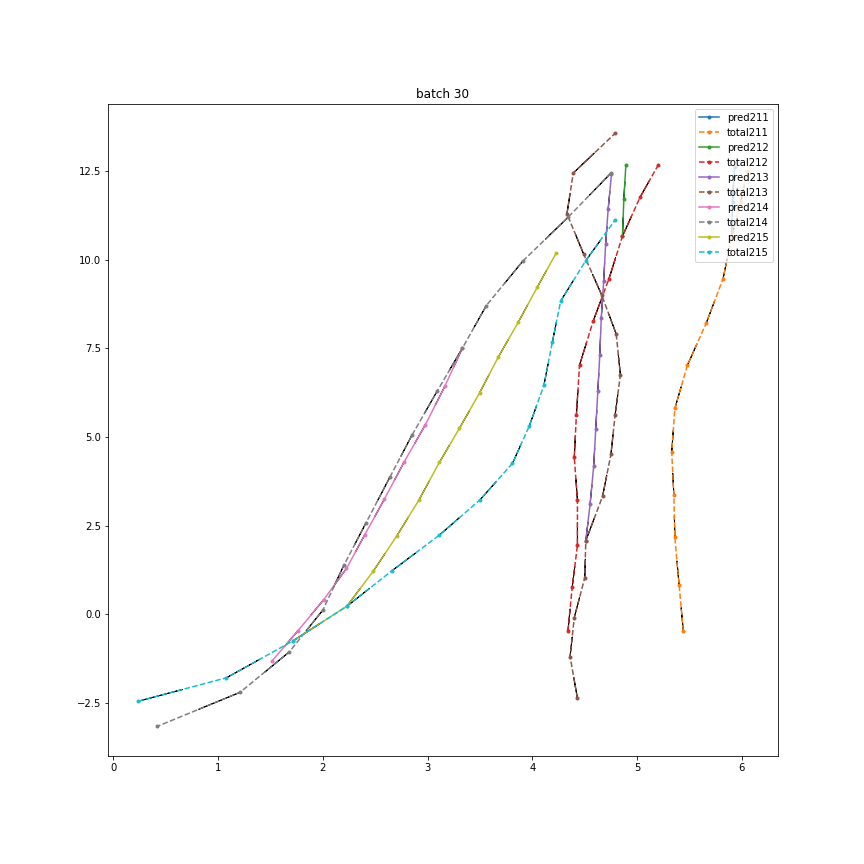 batch 30
pred211
total211
pred212
total212
pred213
total213
pred214
total214
pred215
total215
12.5
10.0
7.5
5.0
2.5
0.0
−2.5
0 1 2 3 4 5 6